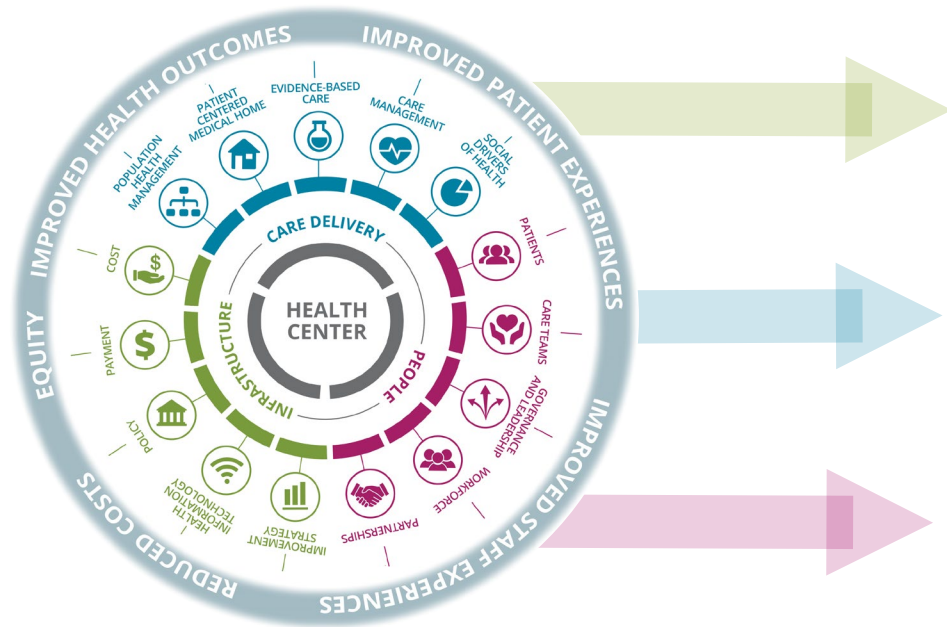 IMPROVED HEALTH OUTCOMES
IMPROVED PATIENT EXPERIENCES
IMPROVED STAFF EXPERIENCES
REDUCED COSTS
EQUITY
POPULATION
HEALTH
MANAGEMENT
PATIENT
CENTERED
MEDICAL HOME
EVIDENCE-BASED
CARE
CARE
MANAGEMENT
SOCIAL
DRIVERS
OF HEALTH
PATIENTS
CARE TEAMS
GOVERNANCE
AND LEADERSHIP
WORKFORCE
PARTNERSHIPS
IMPROVEMENT
STRATEGY
HEALTH
INFORMATION
TECHNOLOGY
POLICY
PAYMENT
$
COST
$
CARE DELIVERY
PEOPLE
INFRASTRUCTURE
HEALTH
CENTER